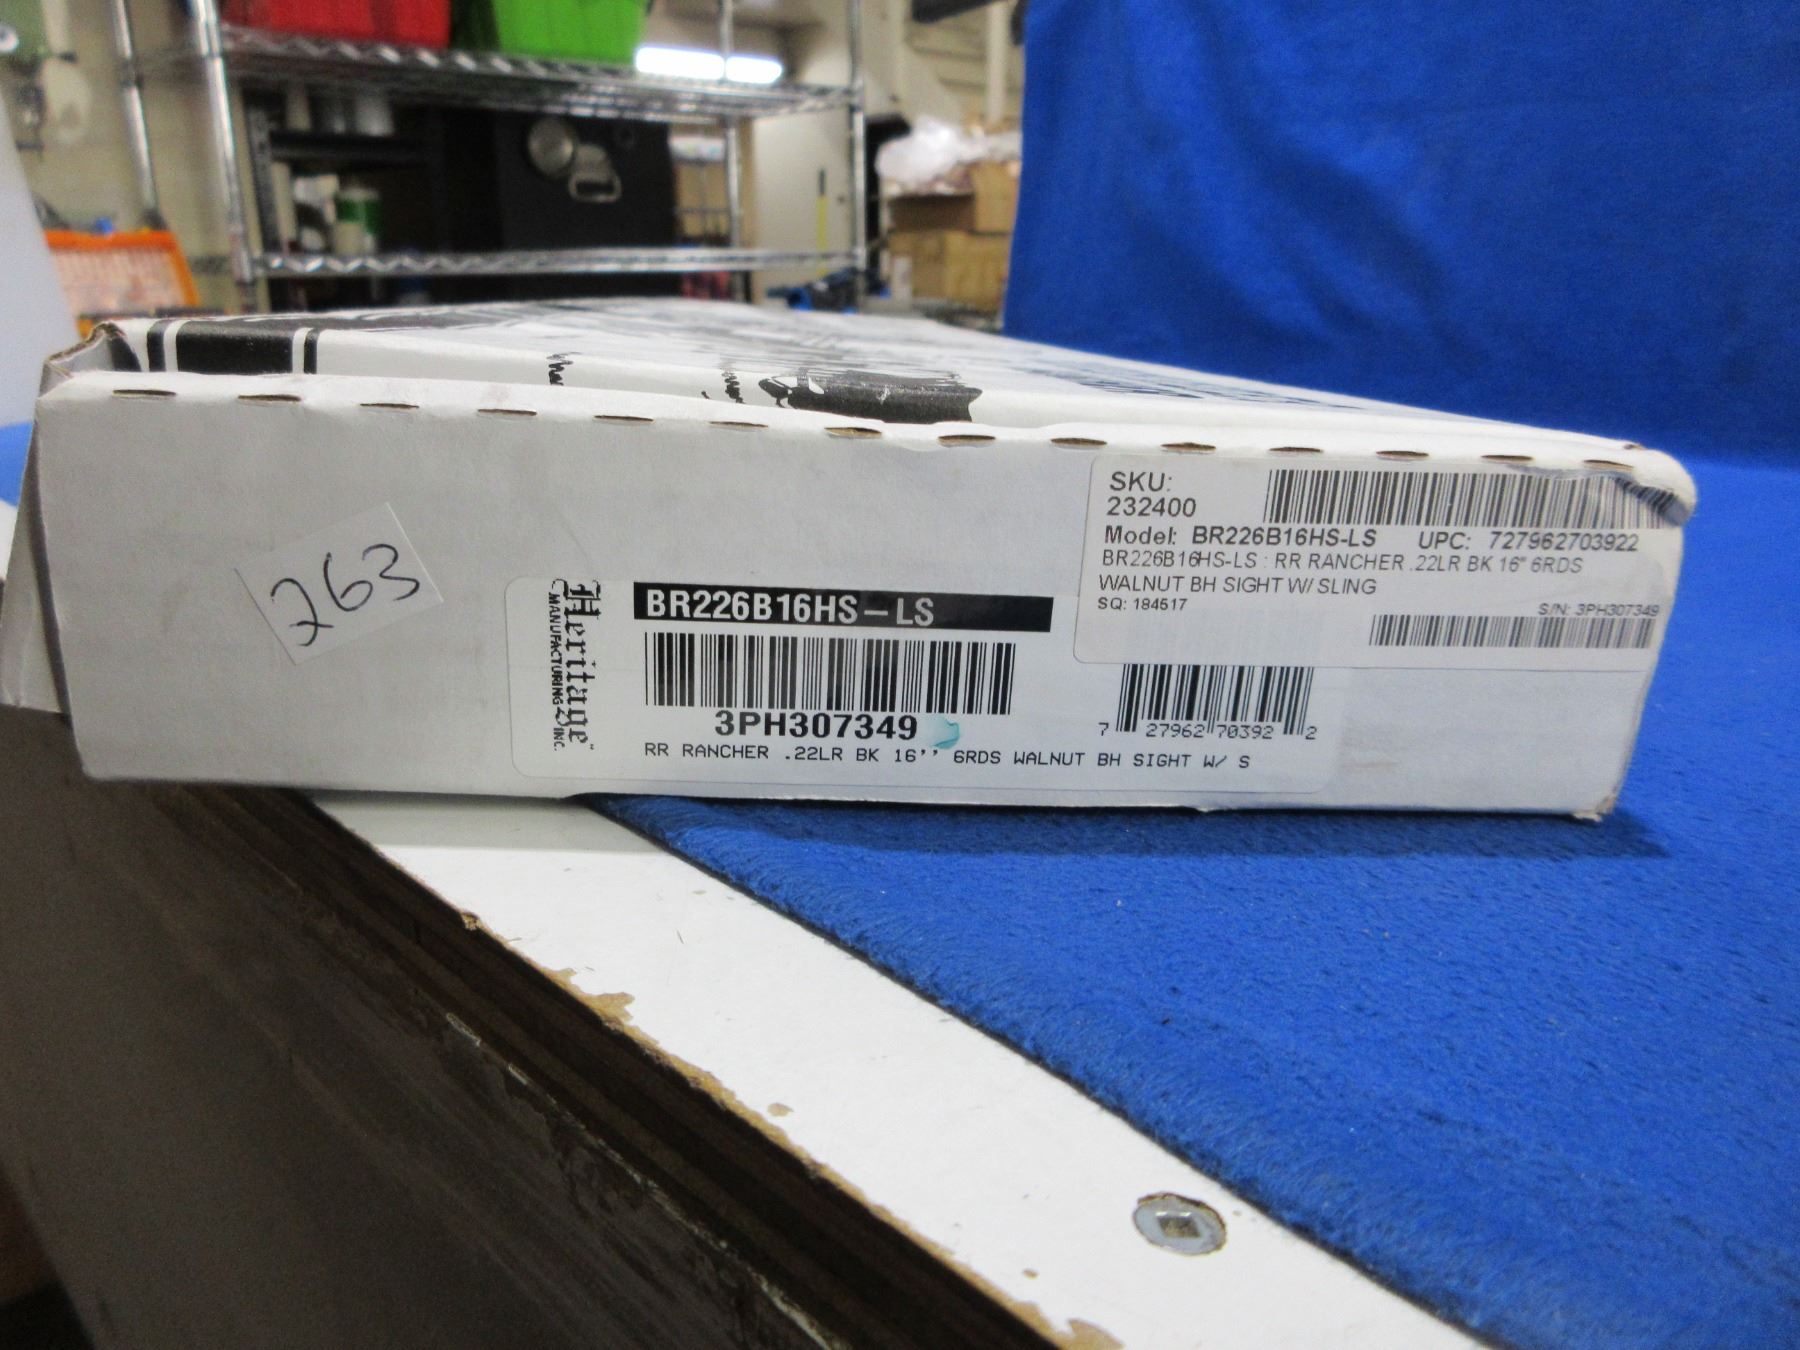 263
Heritage™
MANUFACTURING, INC.
BR226B16HS-LS
3PH307349
RR RANCHER .22LR BK 16'' 6RDS WALNUT BH SIGHT W/ S
7 27962 70392 2
SKU:
232400
Model: BR226B16HS-LS UPC: 727962703922
BR226B16HS-LS : RR RANCHER .22LR BK 16" 6RDS
WALNUT BH SIGHT W/ SLING
SQ: 184517
S/N: 3PH307349